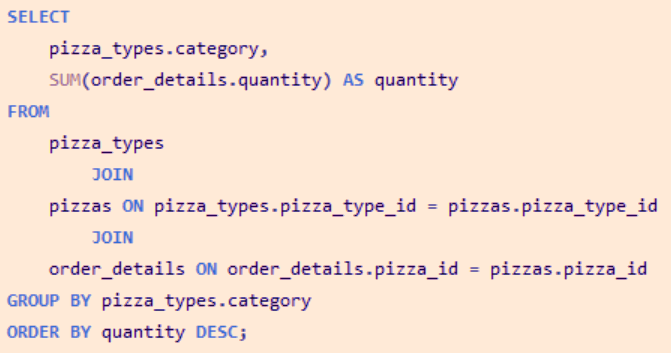 SELECT
    pizza_types.category,
    SUM(order_details.quantity) AS quantity
FROM
    pizza_types
        JOIN
    pizzas ON pizza_types.pizza_type_id = pizzas.pizza_type_id
        JOIN
    order_details ON order_details.pizza_id = pizzas.pizza_id
GROUP BY pizza_types.category
ORDER BY quantity DESC;